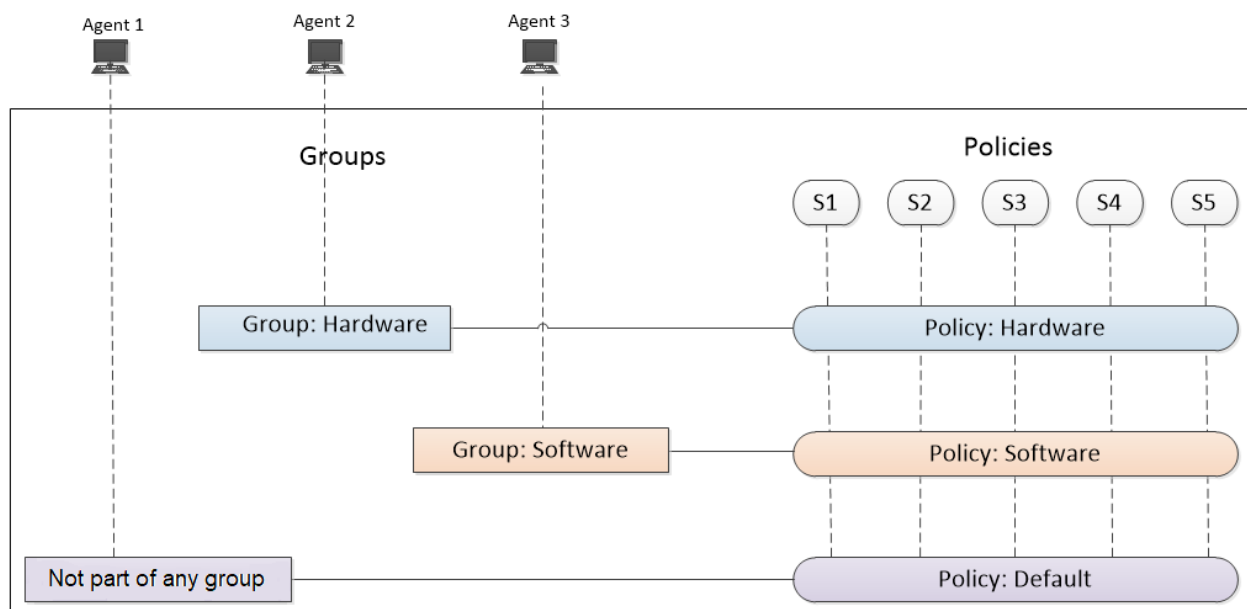 Agent 1
Agent 2
Agent 3
Groups
Policies
S1
S2
S3
S4
S5
Group: Hardware
Policy: Hardware
Group: Software
Policy: Software
Not part of any group
Policy: Default